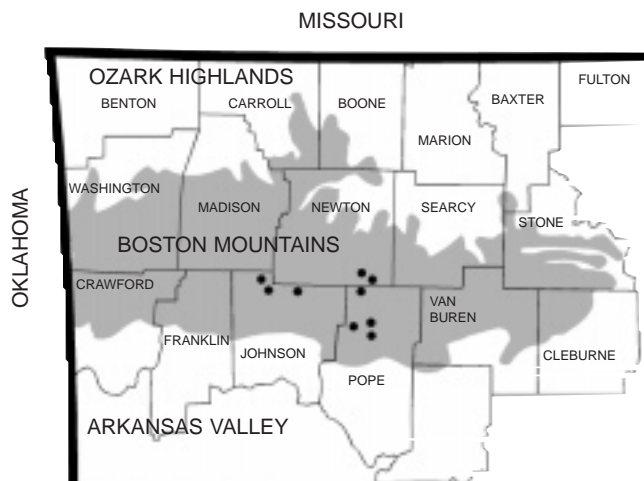 MISSOURI
OZARK HIGHLANDS
FULTON
BENTON
CARROLL
BOONE
BAXTER
MARION
WASHINGTON
MADISON
NEWTON
SEARCY
STONE
OKLAHOMA
BOSTON MOUNTAINS
CRAWFORD
VAN
BUREN
FRANKLIN
JOHNSON
CLEBURNE
POPE
ARKANSAS VALLEY